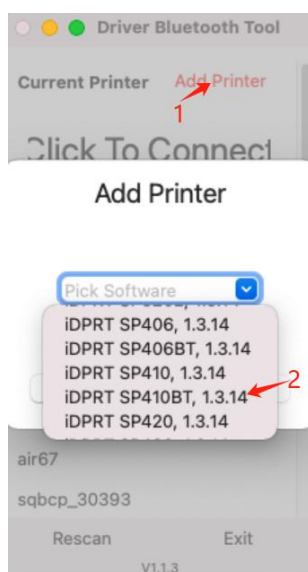 Driver Bluetooth Tool
Current Printer Add Printer
1
Click To Connect
Add Printer
Pick Software
iDPRT SP406, 1.3.14
iDPRT SP406BT, 1.3.14
iDPRT SP410, 1.3.14
iDPRT SP410BT, 1.3.14
2
iDPRT SP420, 1.3.14
air67
sqbcp_30393
Rescan Exit
V1.1.3